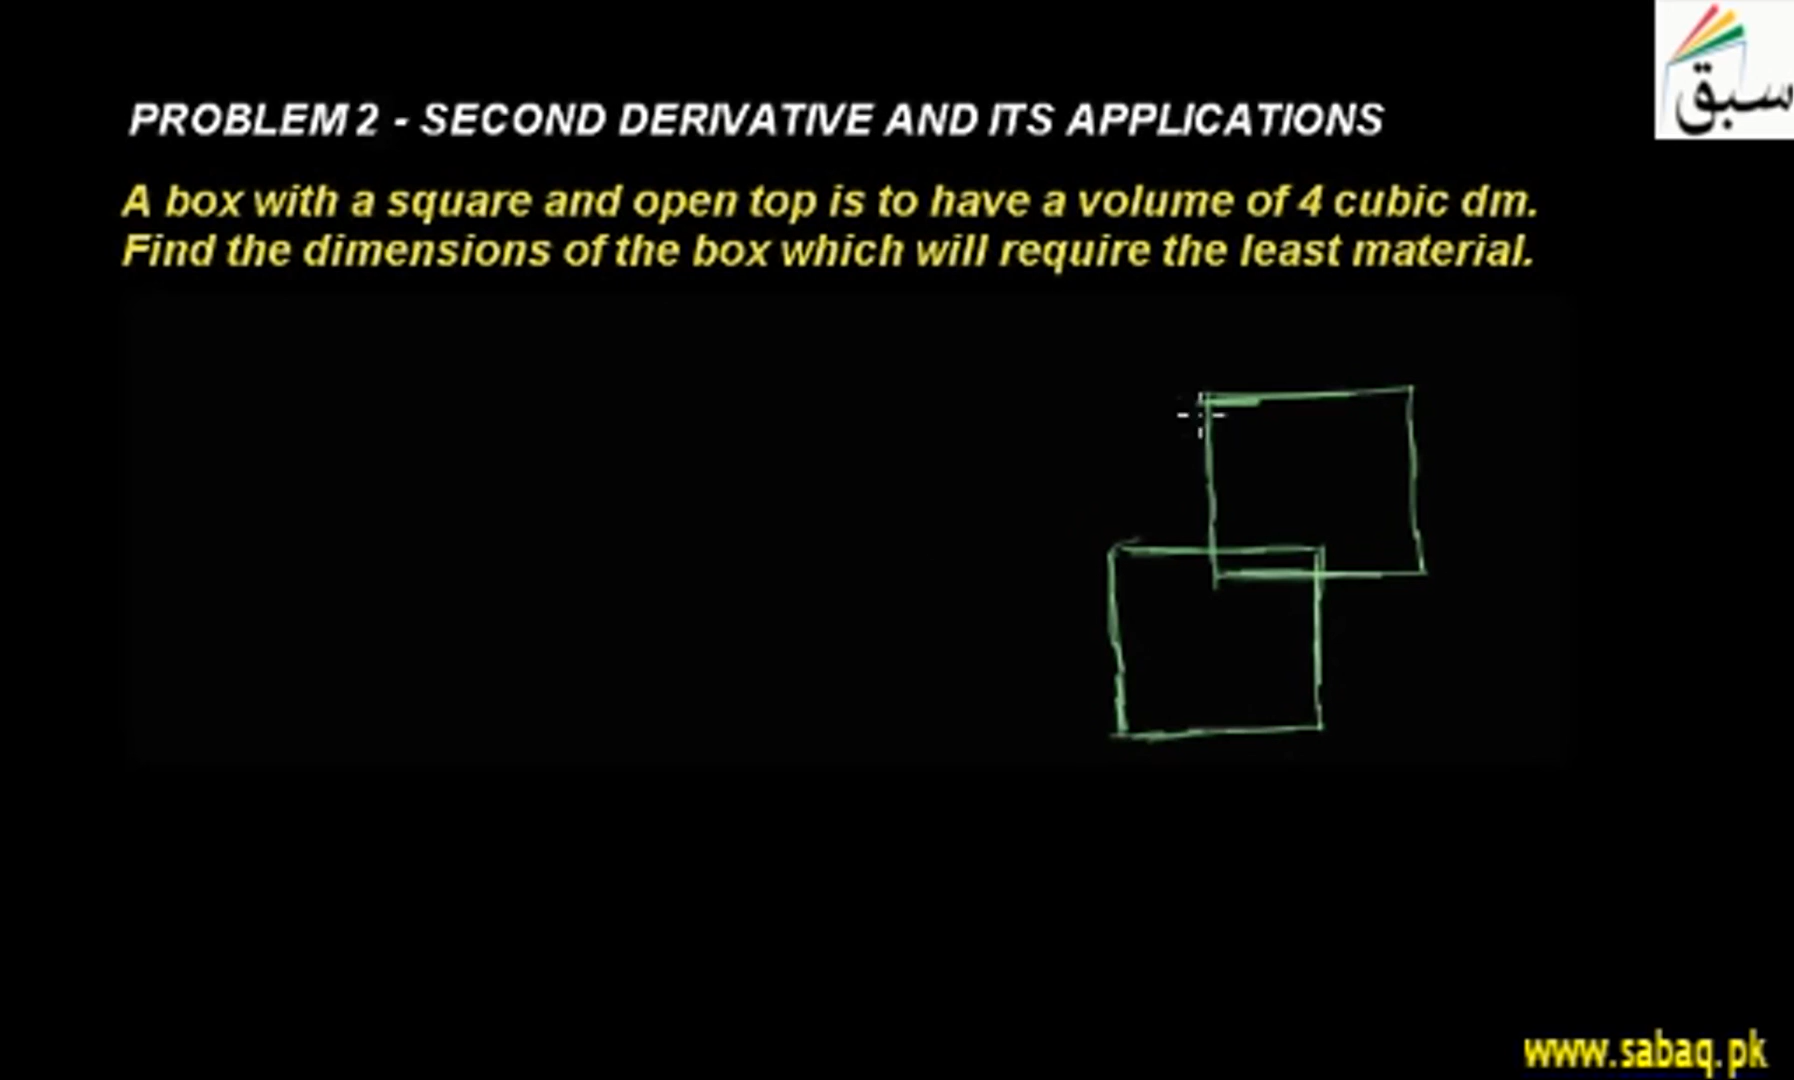 سبق
PROBLEM 2 - SECOND DERIVATIVE AND ITS APPLICATIONS
A box with a square and open top is to have a volume of 4 cubic dm.
Find the dimensions of the box which will require the least material.
www.sabaq.pk